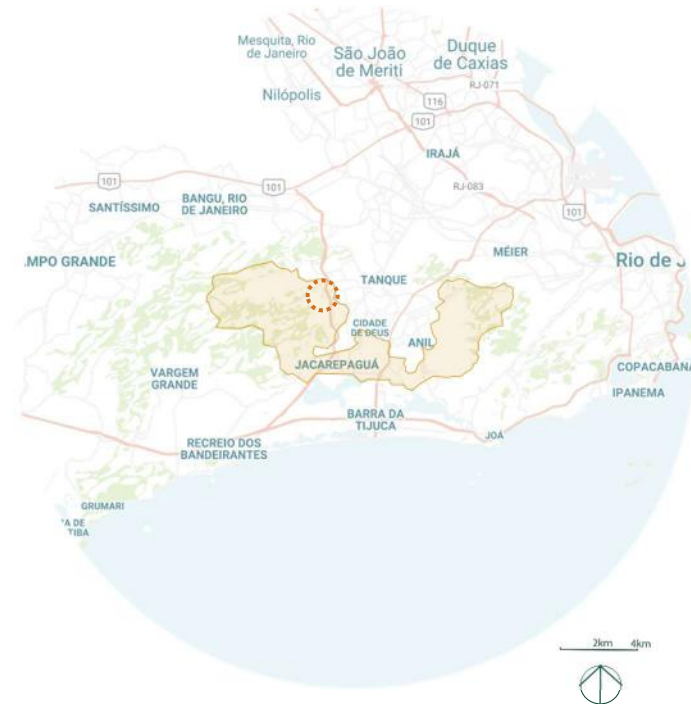 Mesquita, Rio
de Janeiro
São João
de Meriti
Duque
de Caxias
Nilópolis
RJ-071
116
101
IRAJÁ
RJ-083
101
101
SANTÍSSIMO
BANGU, RIO
DE JANEIRO
101
MÉIER
.MPO GRANDE
TANQUE
Rio de J
CIDADE
DE DEUS
ANIL
JACAREPAGUÁ
VARGEM
GRANDE
COPACABANA
IPANEMA
BARRA DA
TIJUCA
JOÁ
RECREIO DOS
BANDEIRANTES
GRUMARI
'A DE
TIBA
2km 4km